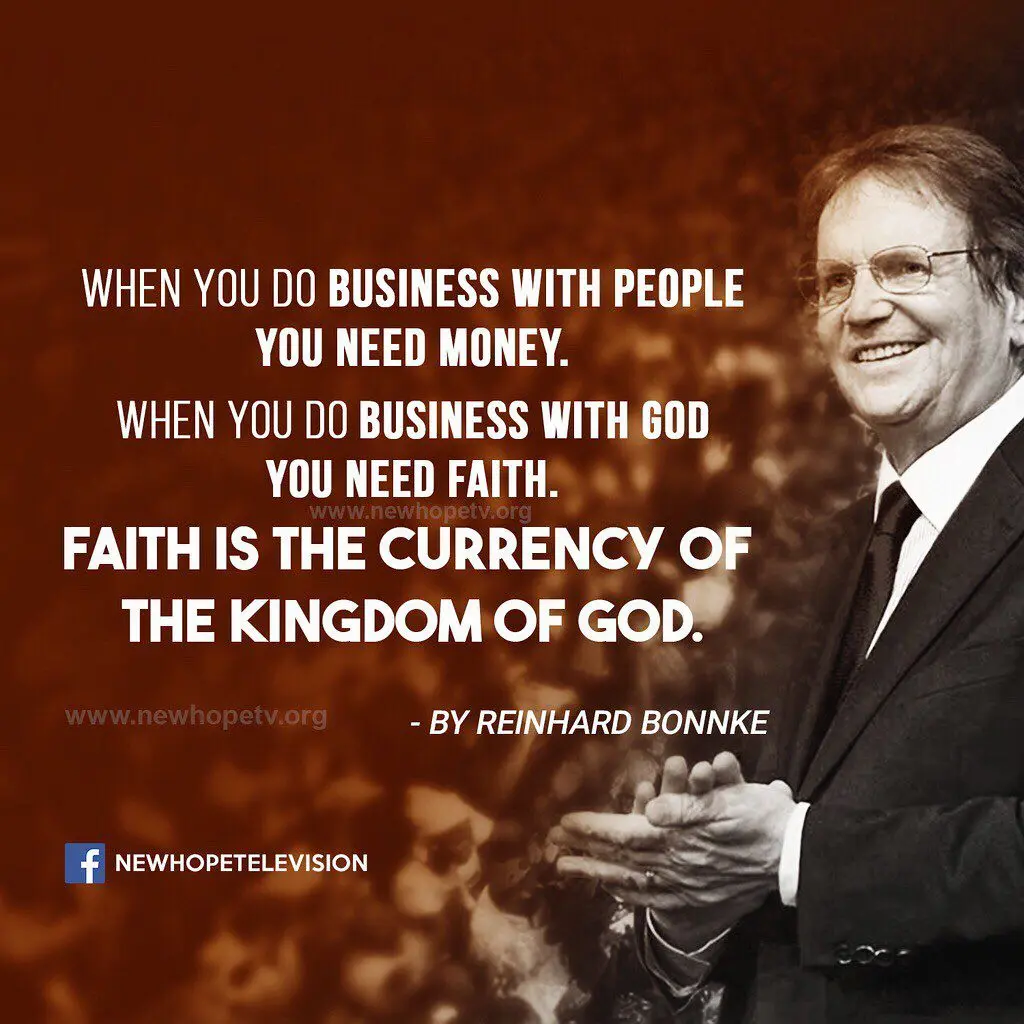 WHEN YOU DO BUSINESS WITH PEOPLE
YOU NEED MONEY.
WHEN YOU DO BUSINESS WITH GOD
YOU NEED FAITH.
www.newhopetv.org
FAITH IS THE CURRENCY OF
THE KINGDOM OF GOD.
www.newhopetv.org
- BY REINHARD BONNKE
f NEWHOPETELEVISION